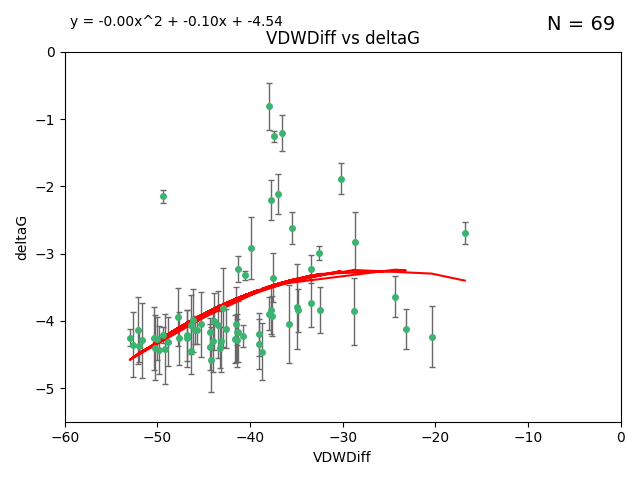 y = -0.00x^2 + -0.10x + -4.54
N = 69
VDWDiff vs deltaG
0
−1
−2
−3
−4
−5
deltaG
−60
−50
−40
−30
−20
−10
0
VDWDiff